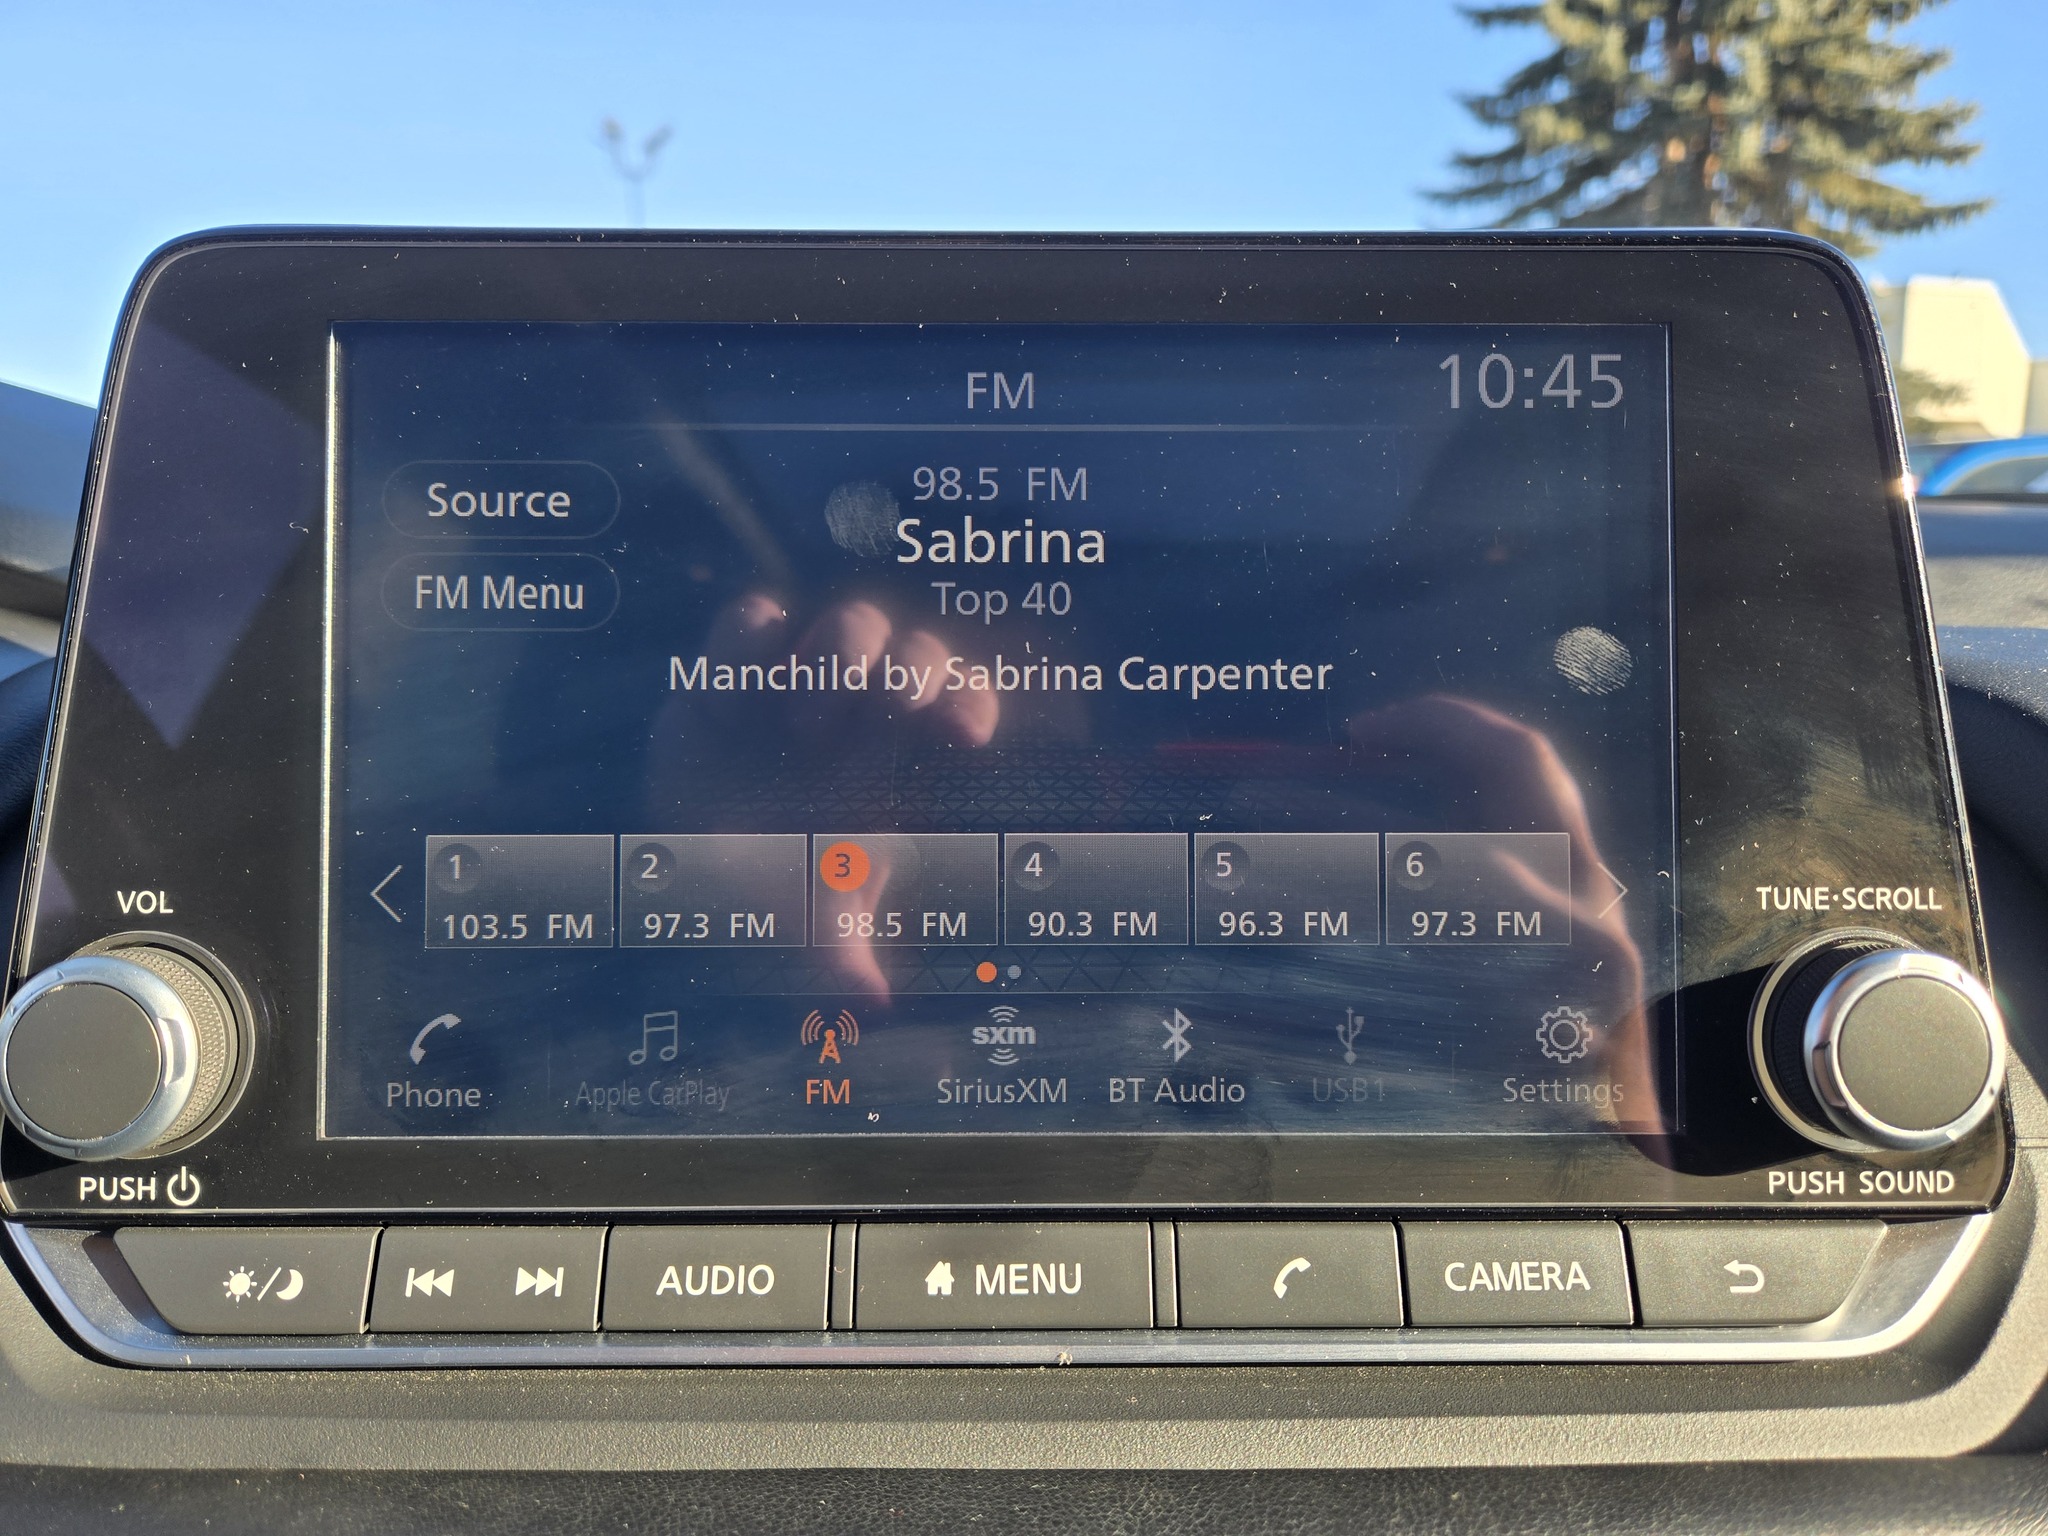 FM
10:45
Source
FM Menu
98.5 FM
Sabrina
Top 40
Manchild by Sabrina Carpenter
1
103.5 FM
2
97.3 FM
3
98.5 FM
4
90.3 FM
5
96.3 FM
6
97.3 FM
Phone
Apple CarPlay
FM
sxm
SiriusXM
BT Audio
USB1
Settings
VOL
PUSH
TUNE·SCROLL
PUSH SOUND
AUDIO
MENU
CAMERA